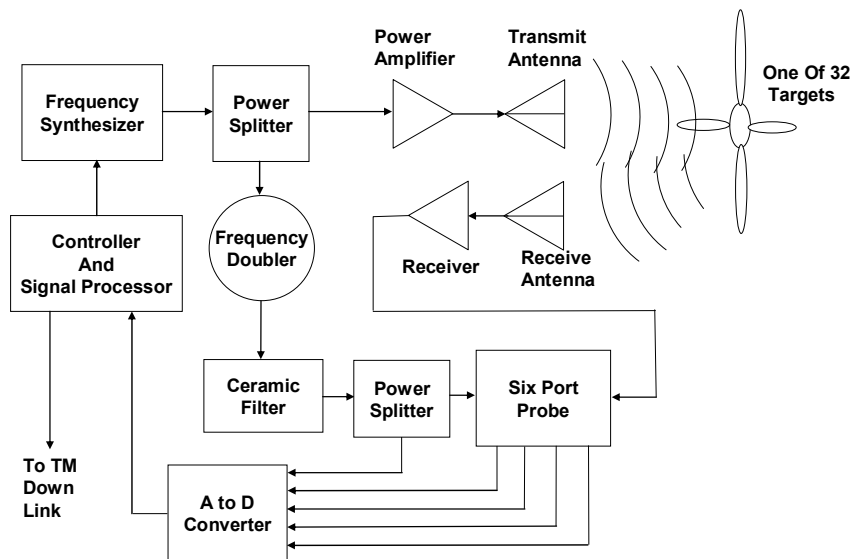 Power
Amplifier
Transmit
Antenna
One Of 32
Targets
Frequency
Synthesizer
Power
Splitter
Controller
And
Signal Processor
Frequency
Doubler
Receiver
Receive
Antenna
Ceramic
Filter
Power
Splitter
Six Port
Probe
To TM
Down
Link
A to D
Converter